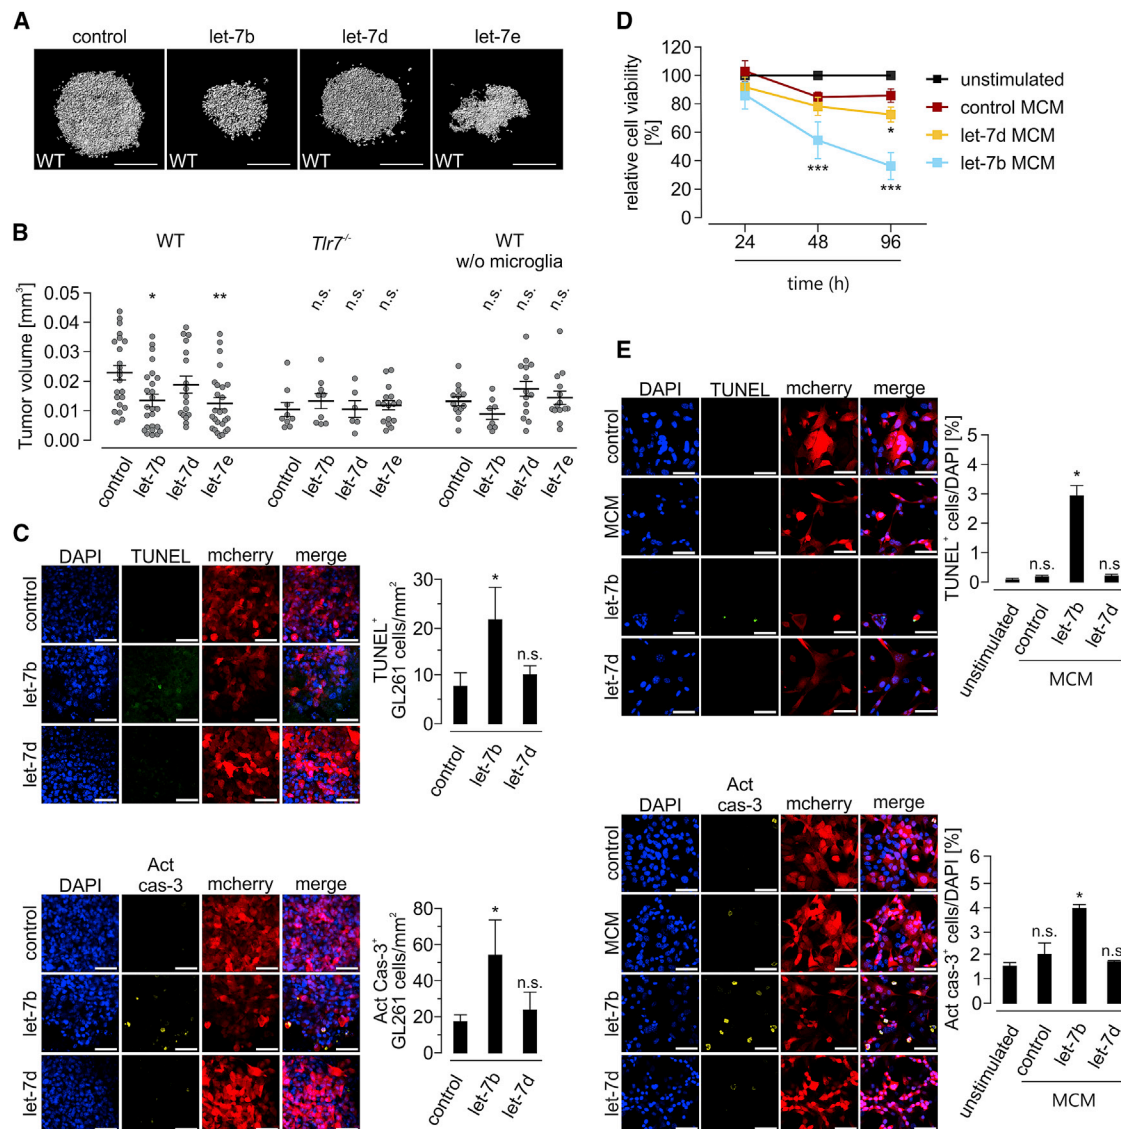 A
control let-7b let-7d let-7e
WT WT WT WT
B
WT Tlr7-/- WT
w/o microglia
Tumor volume [mm3]
0.05
0.04
0.03
0.02
0.01
0.00
* ** n.s. n.s. n.s. n.s. n.s. n.s.
control let-7b let-7d let-7e control let-7b let-7d let-7e control let-7b let-7d let-7e
C
DAPI TUNEL mcherry merge
control
let-7b
let-7d
TUNEL+
GL261 cells/mm2
30
20
10
0
*
n.s.
control let-7b let-7d
Act
DAPI cas-3 mcherry merge
control
let-7b
let-7d
Act Cas-3+
GL261 cells/mm2
80
60
40
20
0
*
n.s.
control let-7b let-7d
D
relative cell viability
[%]
120
100
80
60
40
20
0
*
***
***
24 48 96
time (h)
unstimulated
control MCM
let-7d MCM
let-7b MCM
E
DAPI TUNEL mcherry merge
control
MCM
let-7b
let-7d
TUNEL+ cells/DAPI [%]
5
4
3
2
1
0
n.s. * n.s
unstimulated control let-7b let-7d
MCM
Act
DAPI cas-3 mcherry merge
control
MCM
let-7b
let-7d
Act cas-3+ cells/DAPI [%]
6
5
4
2
3
1
0
n.s. * n.s
unstimulated control let-7b let-7d
MCM